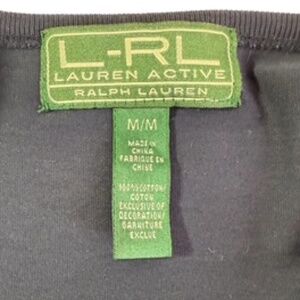 L-RL
LAUREN ACTIVE
RALPH LAUREN
M/M
MADE IN
CHINA
FABRIQUE EN
CHINE
100% COTTON/
COTON
EXCLUSIVE OF
DECORATION/
GARNITURE
EXCLUE